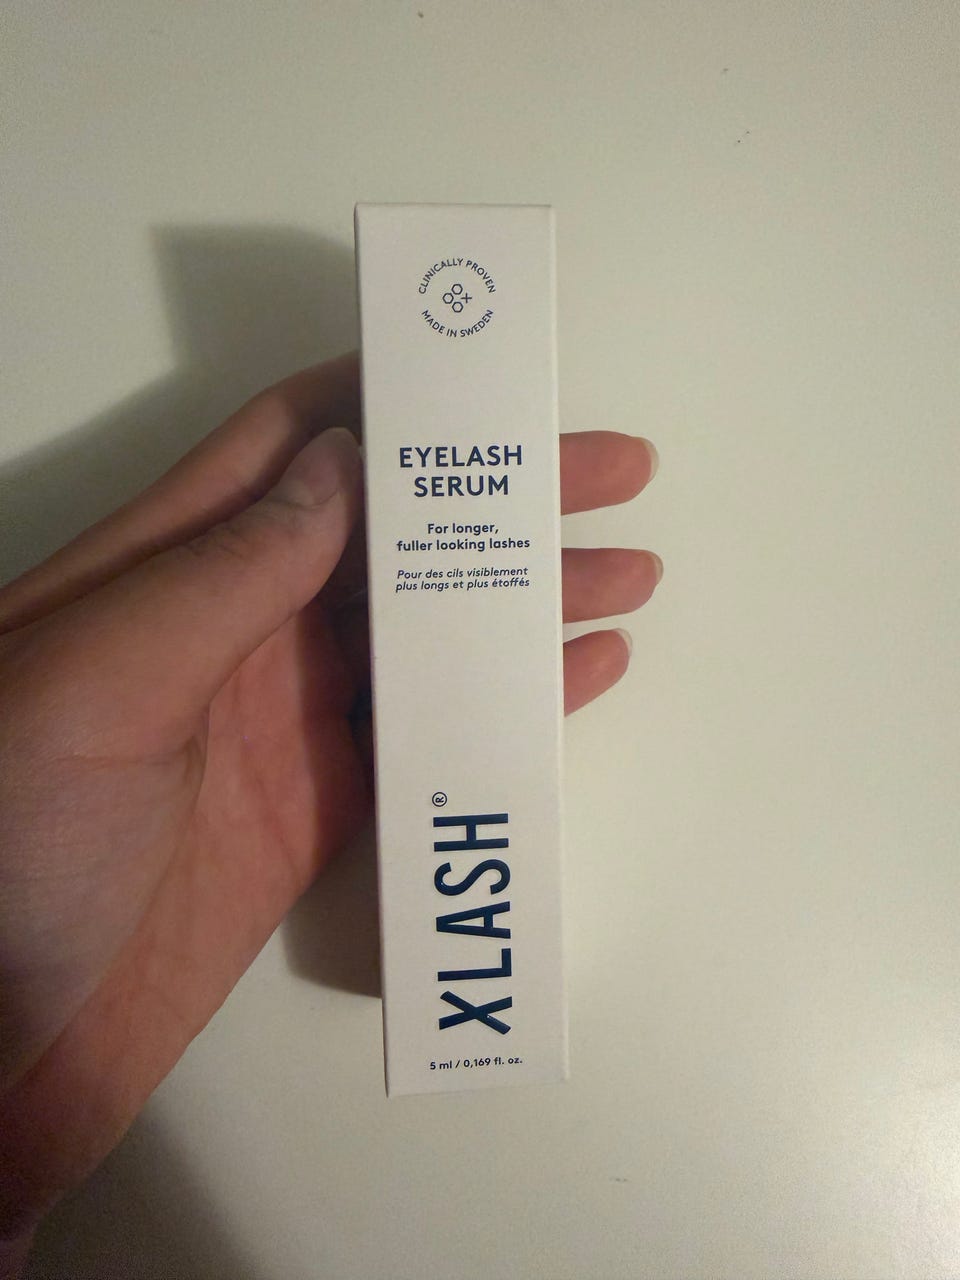 CLINICALLY PROVEN
MADE IN SWEDEN
EYELASH
SERUM
For longer,
fuller looking lashes
Pour des cils visiblement
plus longs et plus étoffés
XLASH®
5 ml / 0,169 fl. oz.